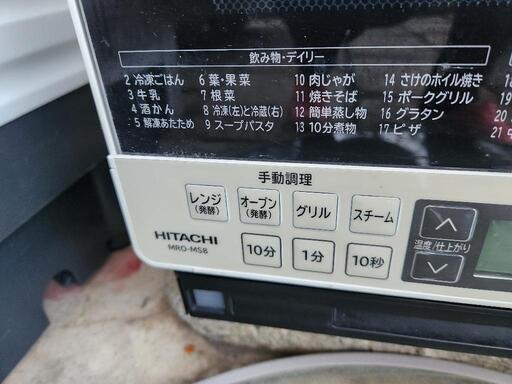 飲み物・デイリー
2 冷凍ごはん 6 葉・果菜 10 肉じゃが 14 さけのホイル焼き
3 牛乳 7 根菜 11 焼きそば 15 ポークグリル
4 酒かん 8 冷凍(左)と冷蔵(右) 12 簡単蒸し物 16 グラタン
5 解凍あたため 9 スープパスタ 13 10分煮物 17 ピザ
18
19
20
21
手動調理
レンジ オーブン グリル スチーム
(発酵) (発酵)
温度/仕上がり
HITACHI
MRO-MS8
10分 1分 10秒